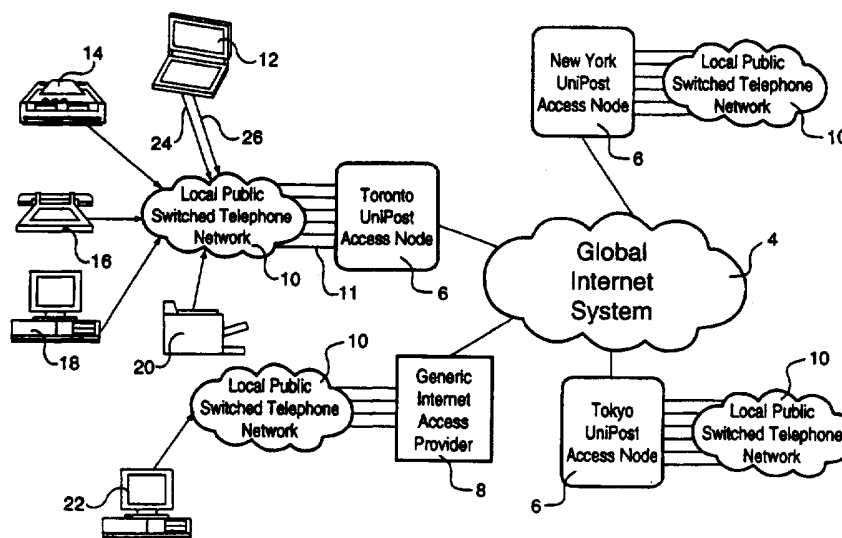 14
12
24
26
Local Public
Switched Telephone
Network
10
11
Toronto
UniPost
Access Node
6
New York
UniPost
Access Node
6
Local Public
Switched Telephone
Network
10
16
18
20
Global
Internet
System
4
Local Public
Switched Telephone
Network
10
Generic
Internet
Access
Provider
8
Tokyo
UniPost
Access Node
6
Local Public
Switched Telephone
Network
10
22